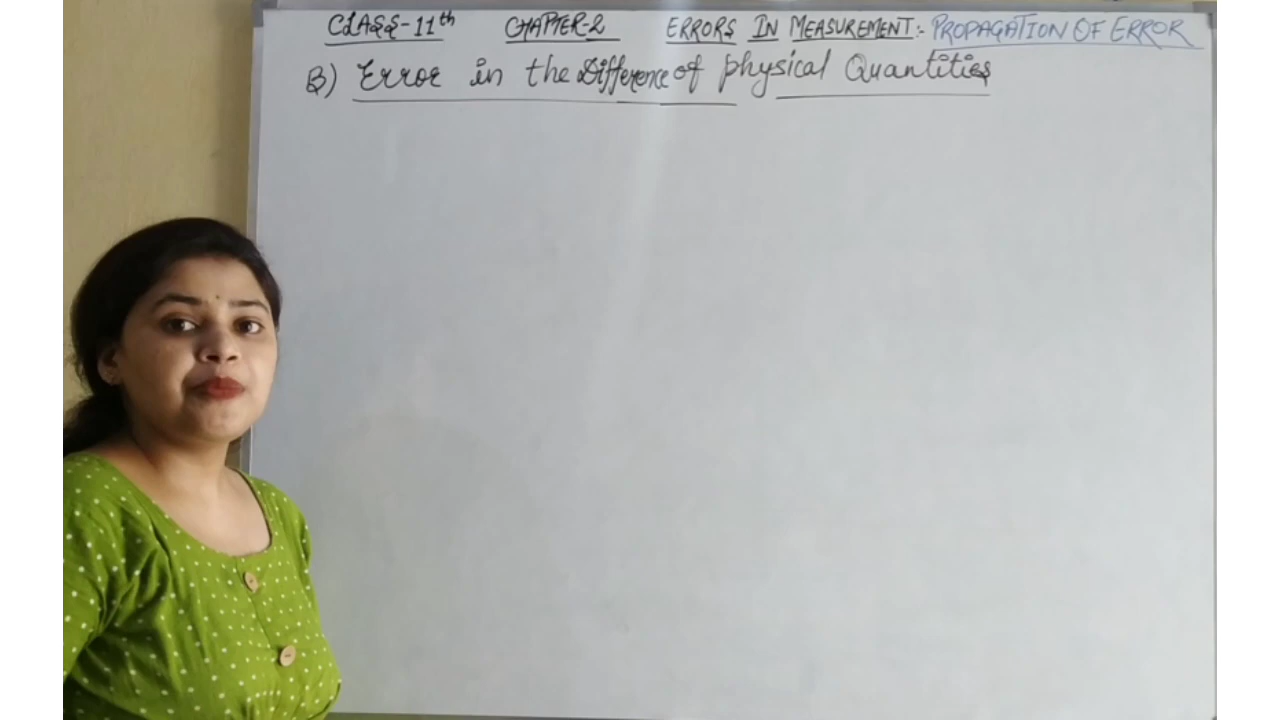 CLASS-11th CHAPTER-2 ERRORS IN MEASUREMENT:- PROPAGATION OF ERROR
B) Error in the Difference of physical Quantities